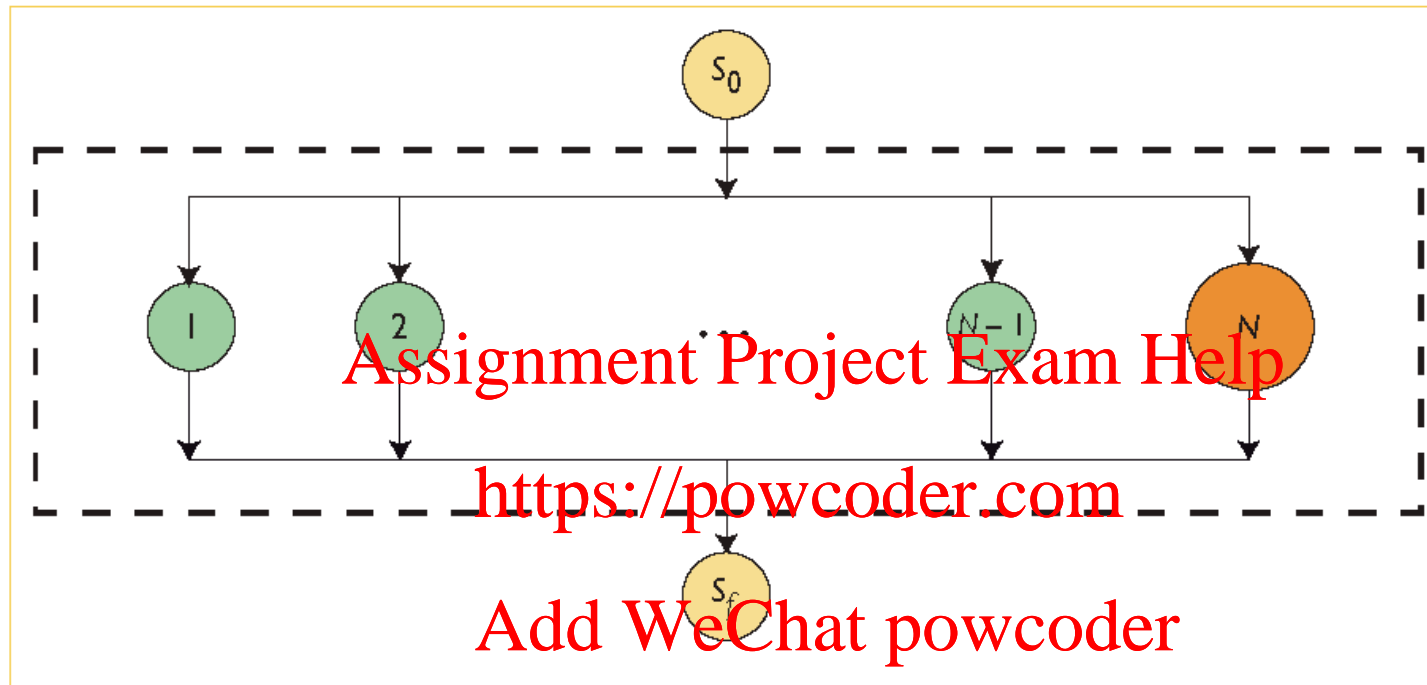 S0
1 2 ... N – 1 N
Assignment Project Exam Help
https://powcoder.com
Sf
Add WeChat powcoder